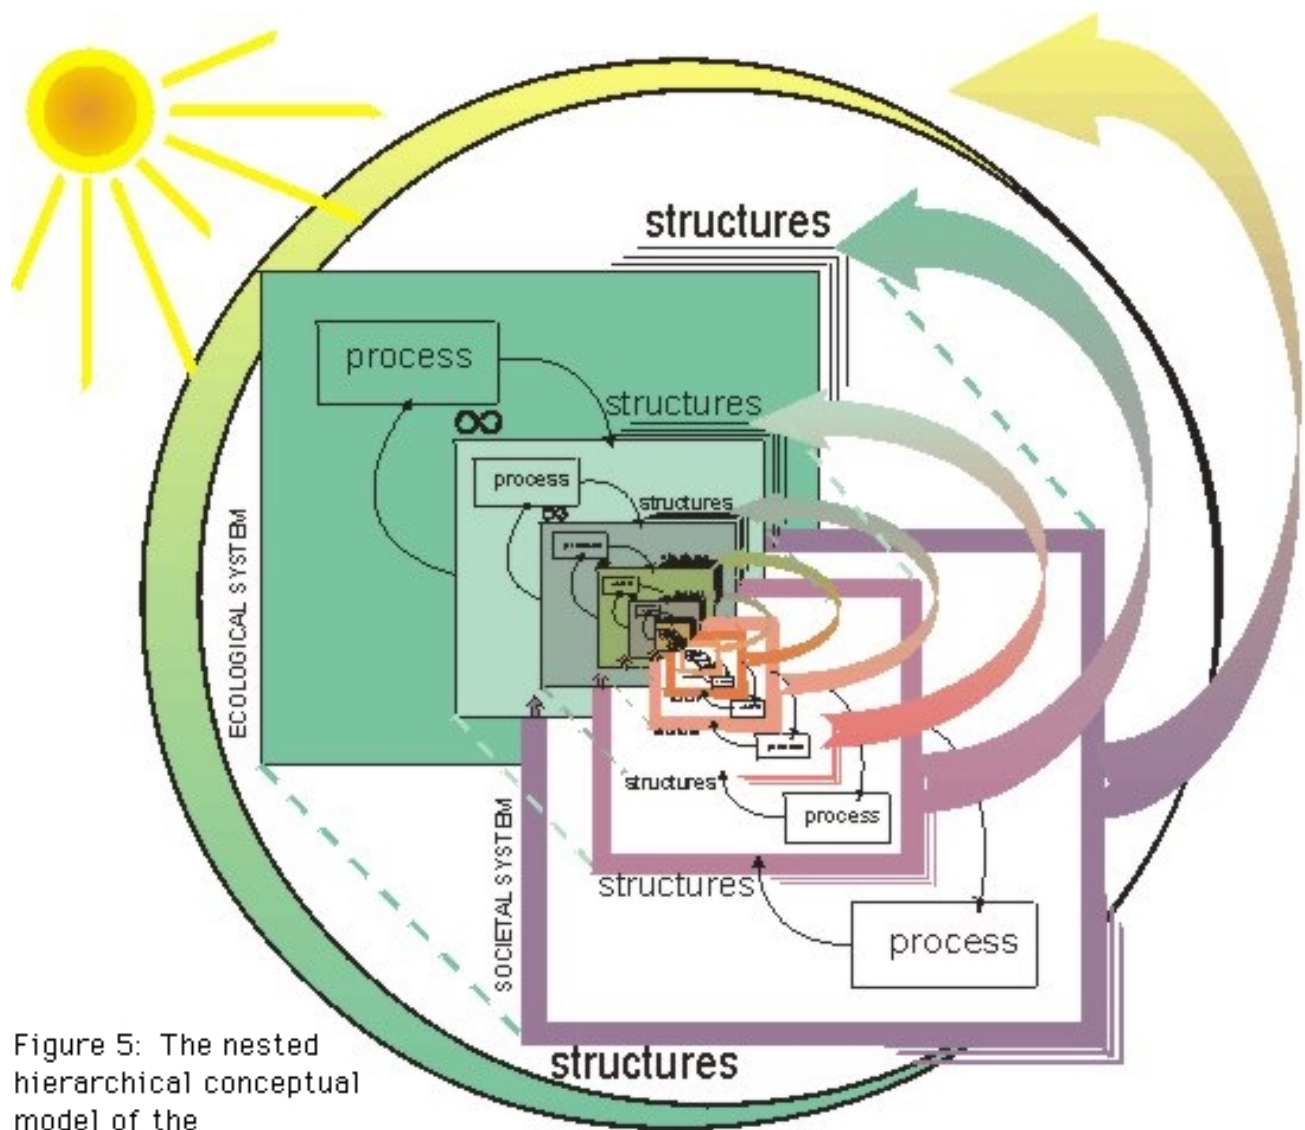 structures
process
structures
∞
process
structures
∞
ECOLOGICAL SYSTEM
process
structures
process
SOCIETAL SYSTEM
structures
process
structures
Figure 5: The nested
hierarchical conceptual
model of the